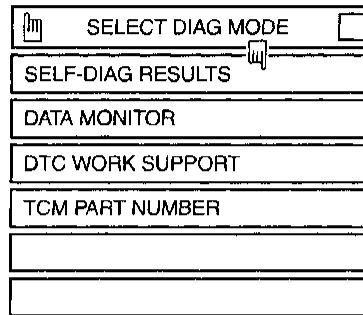 SELECT DIAG MODE
SELF-DIAG RESULTS
DATA MONITOR
DTC WORK SUPPORT
TCM PART NUMBER